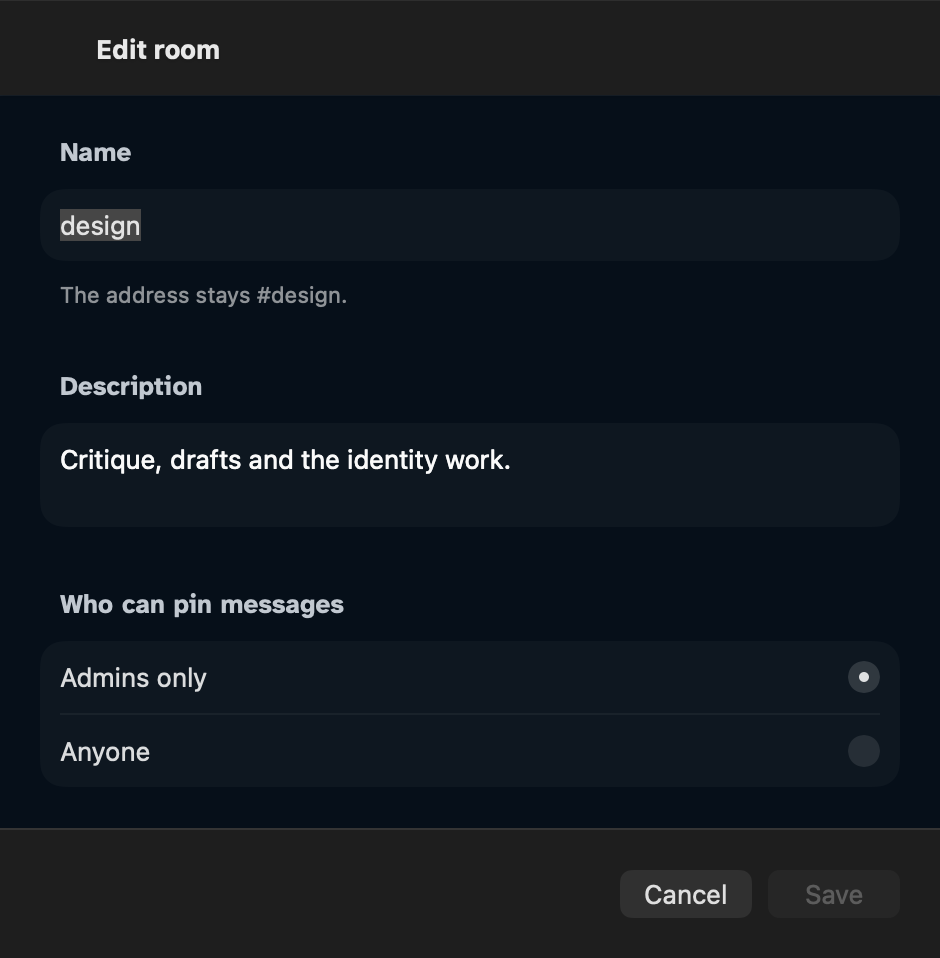 Edit room
Name
design
The address stays #design.
Description
Critique, drafts and the identity work.
Who can pin messages
Admins only
Anyone
Cancel
Save